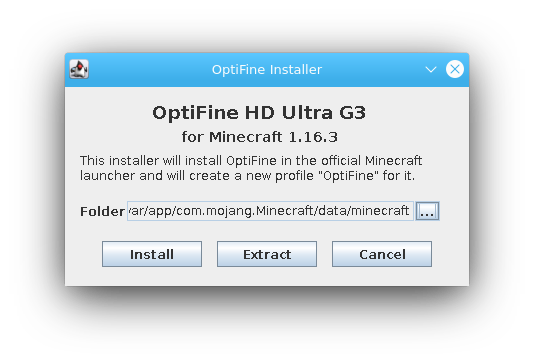 OptiFine Installer
OptiFine HD Ultra G3
for Minecraft 1.16.3
This installer will install OptiFine in the official Minecraft
launcher and will create a new profile "OptiFine" for it.
Folder /var/app/com.mojang.Minecraft/data/minecraft ...
Install Extract Cancel